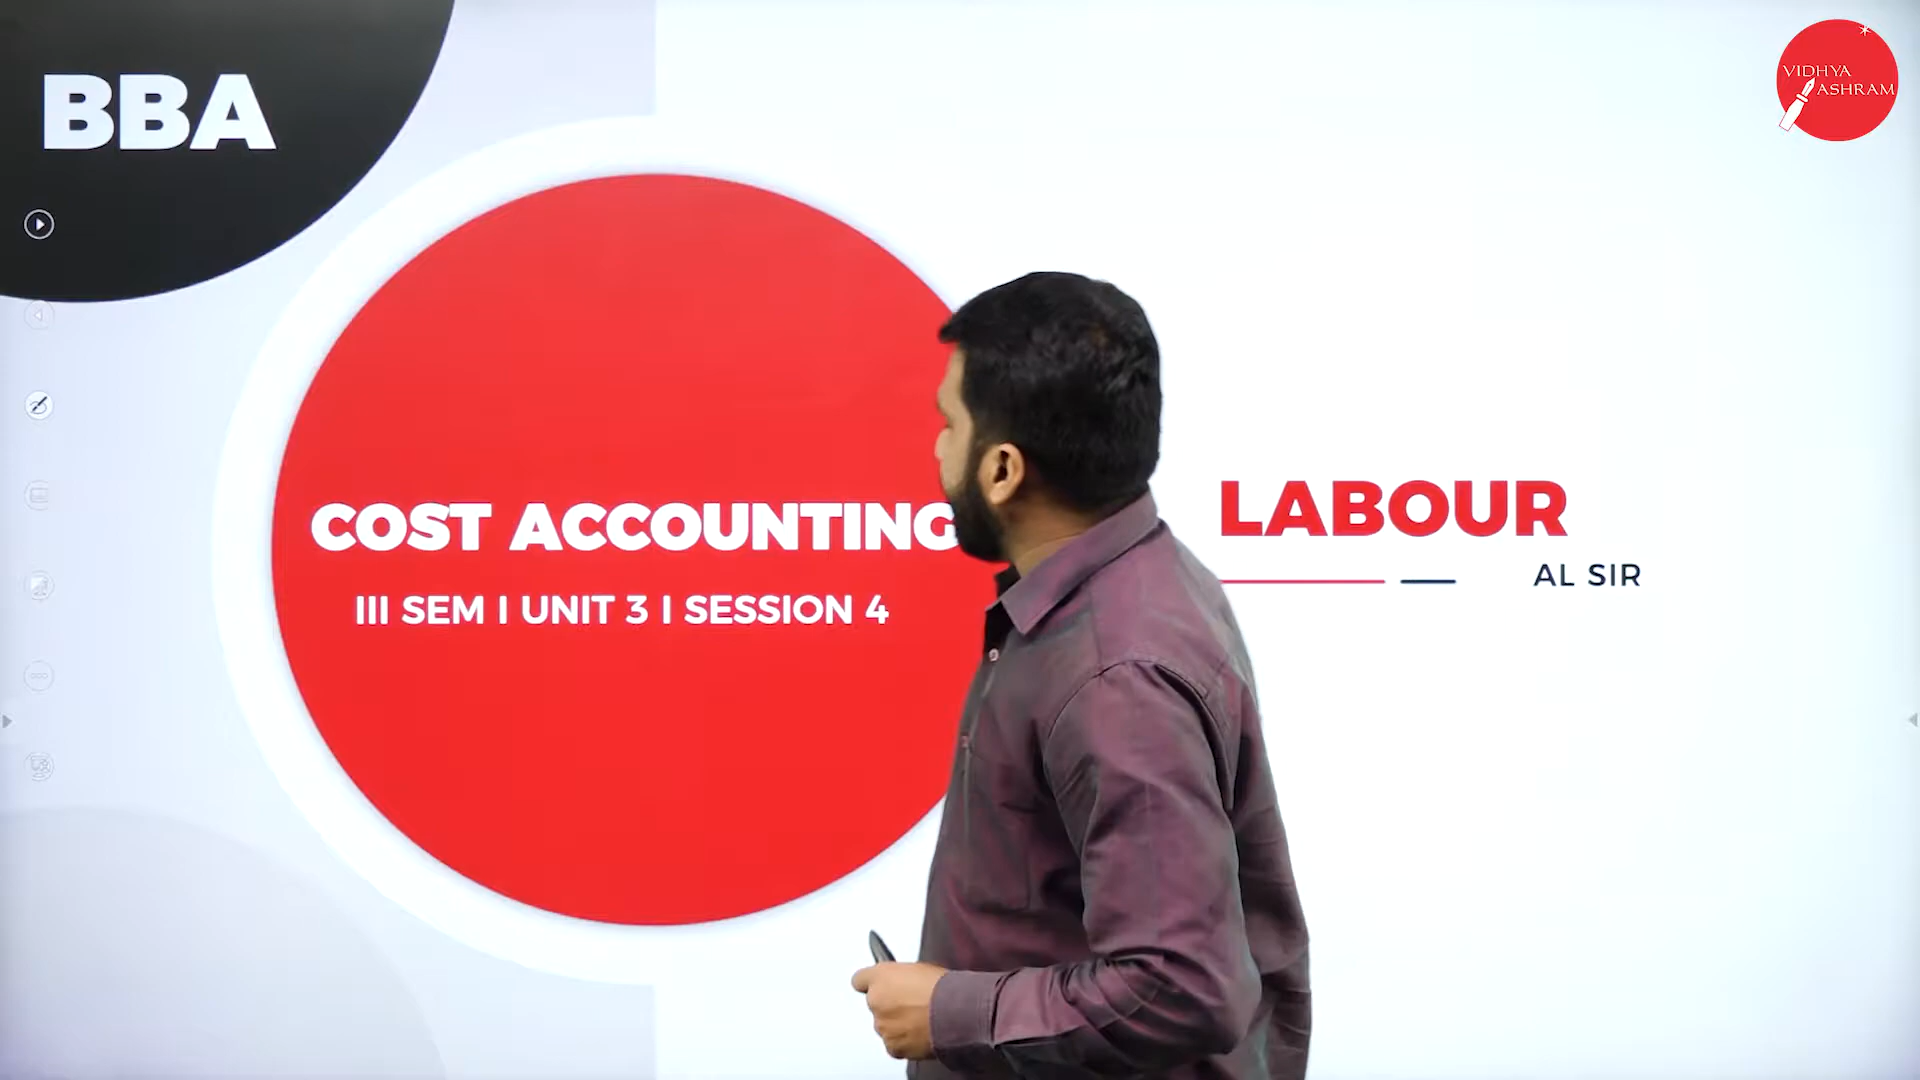 BBA
VIDHYA
ASHRAM
COST ACCOUNTING
III SEM I UNIT 3 I SESSION 4
LABOUR
AL SIR